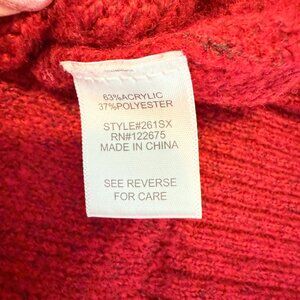 63%ACRYLIC
37%POLYESTER
STYLE#261SX
RN#122675
MADE IN CHINA
SEE REVERSE
FOR CARE